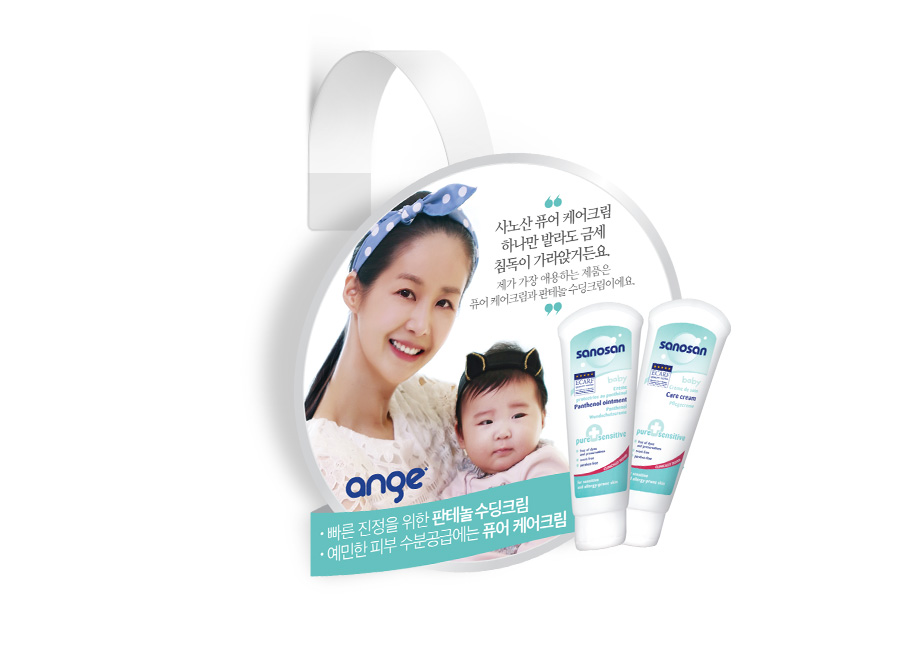 사노산 퓨어 케어크림
하나만 발라도 금세
침독이 가라앉거든요.
제가 가장 애용하는 제품은
퓨어 케어크림과 판테놀 수딩크림이에요.
ange
· 빠른 진정을 위한 판테놀 수딩크림
· 예민한 피부 수분공급에는 퓨어 케어크림
sanosan
ECARF
baby
Panthenol ointment
pure sensitive
sanosan
ECARF
baby
Care cream
Pflegecreme
pure sensitive